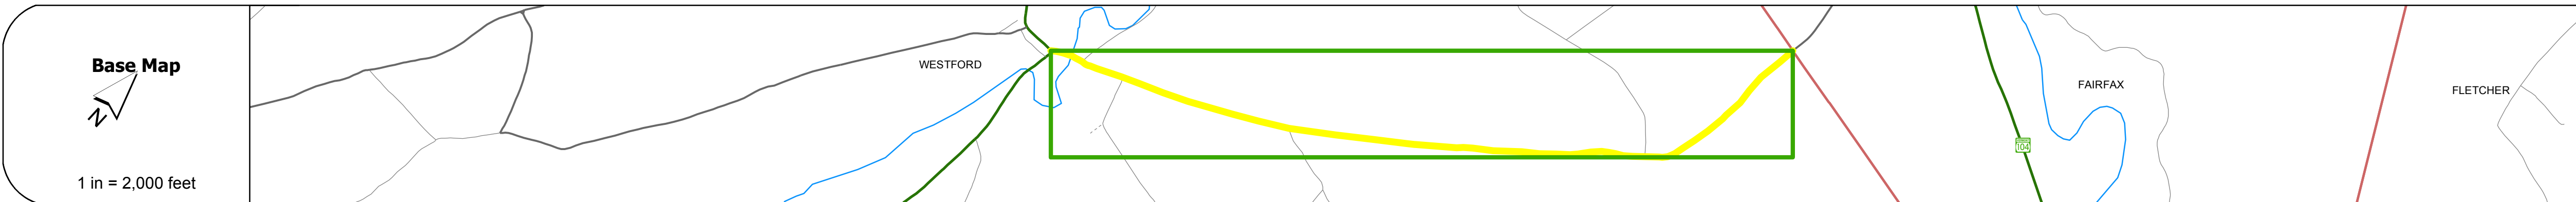 Base Map
N
1 in = 2,000 feet
WESTFORD
FAIRFAX
104
FLETCHER